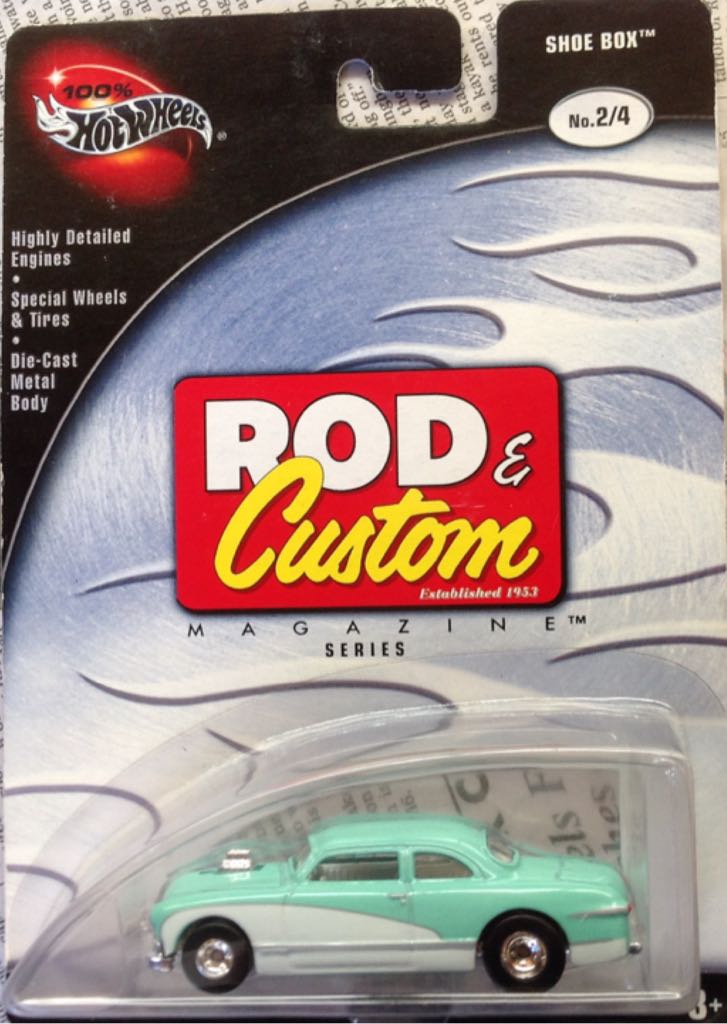 SHOE BOX™
100%
HOT WHEELS®
No.2/4
Highly Detailed
Engines
•
Special Wheels
& Tires
•
Die-Cast
Metal
Body
ROD &
Custom
Established 1953
MAGAZINE™
SERIES
3+